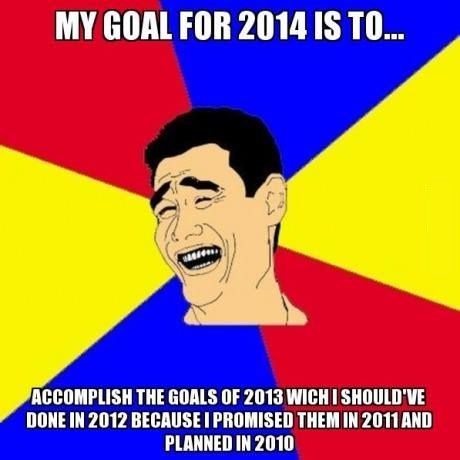 MY GOAL FOR 2014 IS TO...
ACCOMPLISH THE GOALS OF 2013 WICH I SHOULD'VE
DONE IN 2012 BECAUSE I PROMISED THEM IN 2011 AND
PLANNED IN 2010